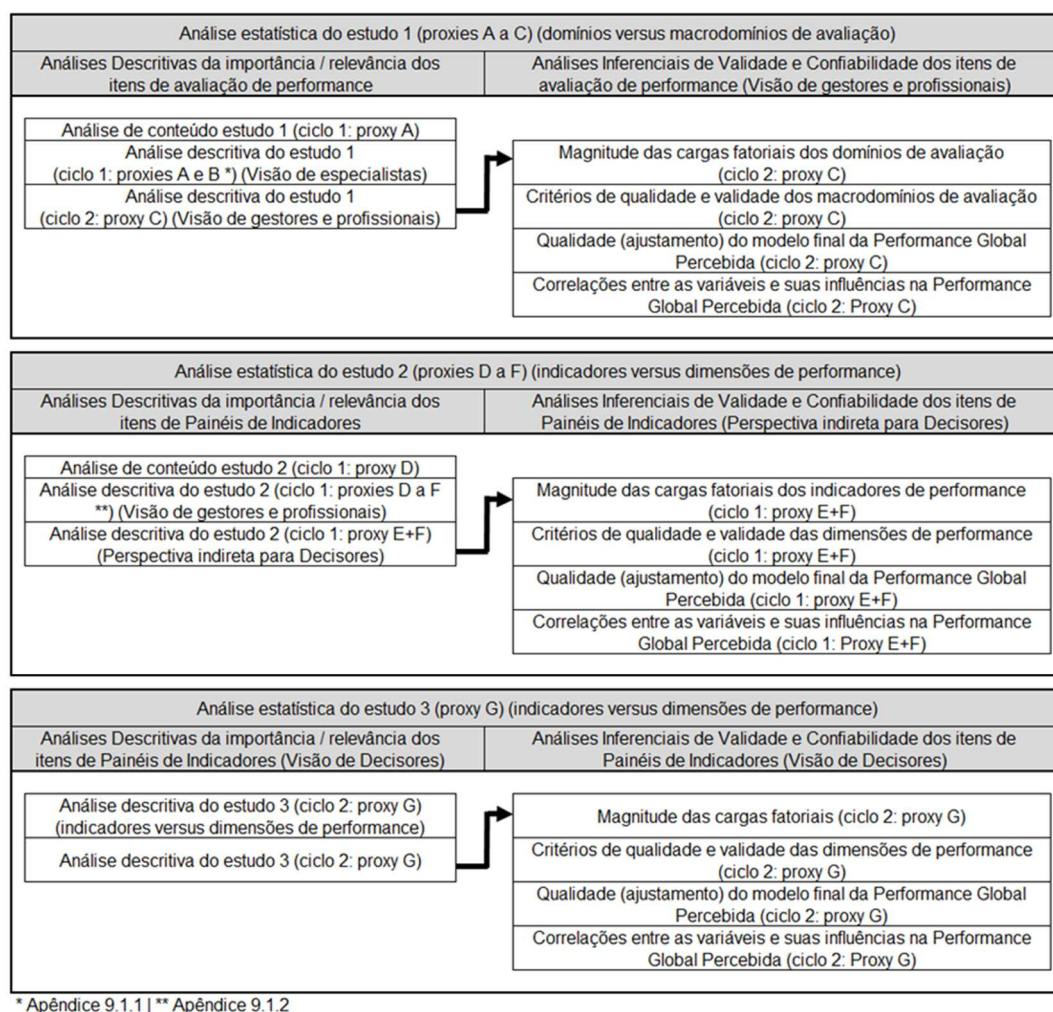 Análise estatística do estudo 1 (proxies A a C) (domínios versus macrodomínios de avaliação)
Análises Descritivas da importância / relevância dos
itens de avaliação de performance
Análises Inferenciais de Validade e Confiabilidade dos itens de
avaliação de performance (Visão de gestores e profissionais)
Análise de conteúdo estudo 1 (ciclo 1: proxy A)
Análise descritiva do estudo 1
(ciclo 1: proxies A e B *) (Visão de especialistas)
Análise descritiva do estudo 1
(ciclo 2: proxy C) (Visão de gestores e profissionais)
Magnitude das cargas fatoriais dos domínios de avaliação
(ciclo 2: proxy C)
Critérios de qualidade e validade dos macrodomínios de avaliação
(ciclo 2: proxy C)
Qualidade (ajustamento) do modelo final da Performance Global
Percebida (ciclo 2: proxy C)
Correlações entre as variáveis e suas influências na Performance
Global Percebida (ciclo 2: Proxy C)
Análise estatística do estudo 2 (proxies D a F) (indicadores versus dimensões de performance)
Análises Descritivas da importância / relevância dos
itens de Painéis de Indicadores
Análises Inferenciais de Validade e Confiabilidade dos itens de
Painéis de Indicadores (Perspectiva indireta para Decisores)
Análise de conteúdo estudo 2 (ciclo 1: proxy D)
Análise descritiva do estudo 2 (ciclo 1: proxies D a F
**) (Visão de gestores e profissionais)
Análise descritiva do estudo 2 (ciclo 1: proxy E+F)
(Perspectiva indireta para Decisores)
Magnitude das cargas fatoriais dos indicadores de performance
(ciclo 1: proxy E+F)
Critérios de qualidade e validade das dimensões de performance
(ciclo 1: proxy E+F)
Qualidade (ajustamento) do modelo final da Performance Global
Percebida (ciclo 1: proxy E+F)
Correlações entre as variáveis e suas influências na Performance
Global Percebida (ciclo 1: Proxy E+F)
Análise estatística do estudo 3 (proxy G) (indicadores versus dimensões de performance)
Análises Descritivas da importância / relevância dos
itens de Painéis de Indicadores (Visão de Decisores)
Análises Inferenciais de Validade e Confiabilidade dos itens de
Painéis de Indicadores (Visão de Decisores)
Análise descritiva do estudo 3 (ciclo 2: proxy G)
(indicadores versus dimensões de performance)
Análise descritiva do estudo 3 (ciclo 2: proxy G)
Magnitude das cargas fatoriais (ciclo 2: proxy G)
Critérios de qualidade e validade das dimensões de performance
(ciclo 2: proxy G)
Qualidade (ajustamento) do modelo final da Performance Global
Percebida (ciclo 2: proxy G)
Correlações entre as variáveis e suas influências na Performance
Global Percebida (ciclo 2: Proxy G)
* Apêndice 9.1.1 | ** Apêndice 9.1.2